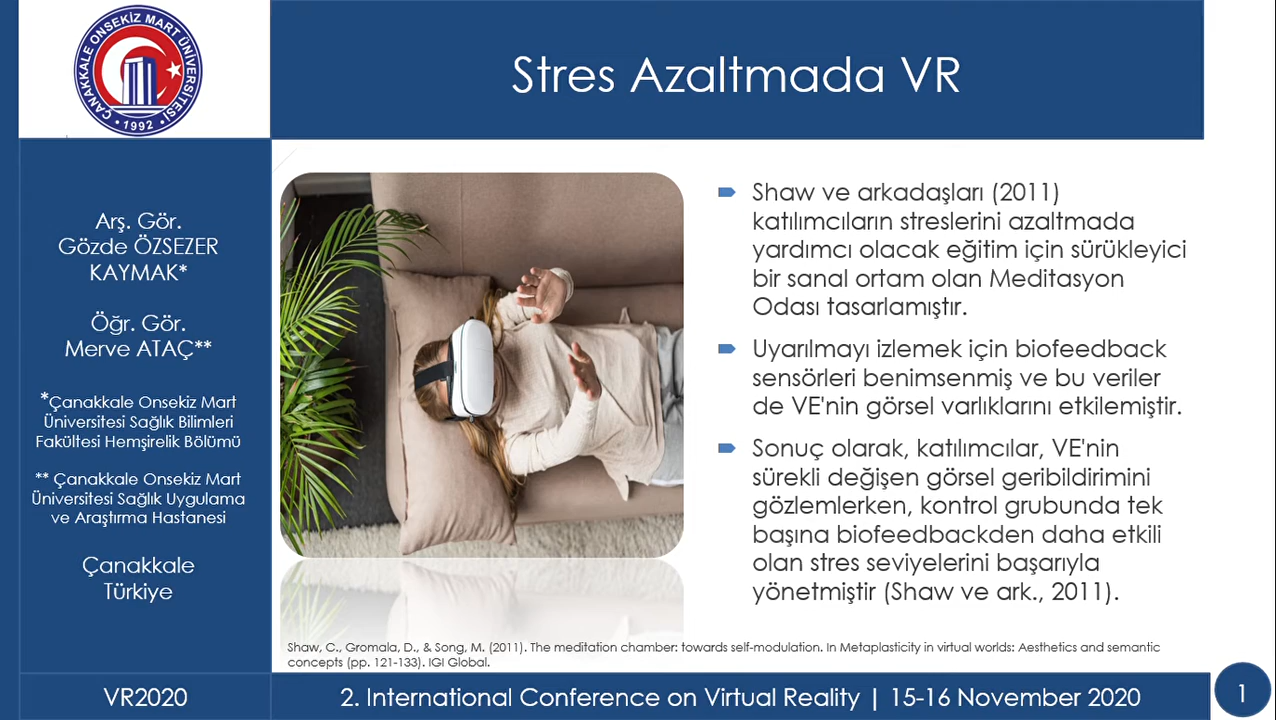 ÇANAKKALE ONSEKİZ MART ÜNİVERSİTESİ
• 1992 •
Stres Azaltmada VR
Arş. Gör.
Gözde ÖZSEZER
KAYMAK*
Öğr. Gör.
Merve ATAÇ**
*Çanakkale Onsekiz Mart
Üniversitesi Sağlık Bilimleri
Fakültesi Hemşirelik Bölümü
** Çanakkale Onsekiz Mart
Üniversitesi Sağlık Uygulama
ve Araştırma Hastanesi
Çanakkale
Türkiye
Shaw ve arkadaşları (2011)
katılımcıların streslerini azaltmada
yardımcı olacak eğitim için sürükleyici
bir sanal ortam olan Meditasyon
Odası tasarlamıştır.
Uyarılmayı izlemek için biofeedback
sensörleri benimsenmiş ve bu veriler
de VE'nin görsel varlıklarını etkilemiştir.
Sonuç olarak, katılımcılar, VE'nin
sürekli değişen görsel geribildirimini
gözlemlerken, kontrol grubunda tek
başına biofeedbackden daha etkili
olan stres seviyelerini başarıyla
yönetmiştir (Shaw ve ark., 2011).
Shaw, C., Gromala, D., & Song, M. (2011). The meditation chamber: towards self-modulation. In Metaplasticity in virtual worlds: Aesthetics and semantic
concepts (pp. 121-133). IGI Global.
VR2020
2. International Conference on Virtual Reality | 15-16 November 2020
1